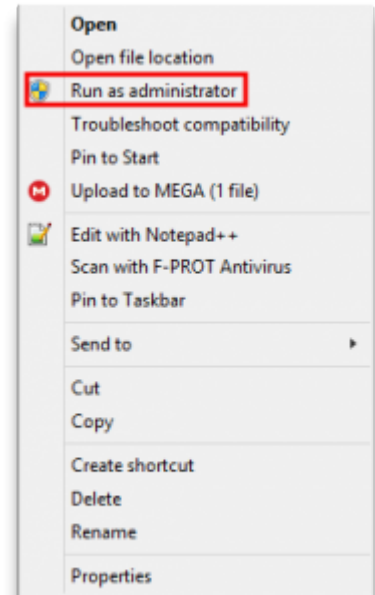 Open
Open file location
Run as administrator
Troubleshoot compatibility
Pin to Start
Upload to MEGA (1 file)
Edit with Notepad++
Scan with F-PROT Antivirus
Pin to Taskbar
Send to
Cut
Copy
Create shortcut
Delete
Rename
Properties